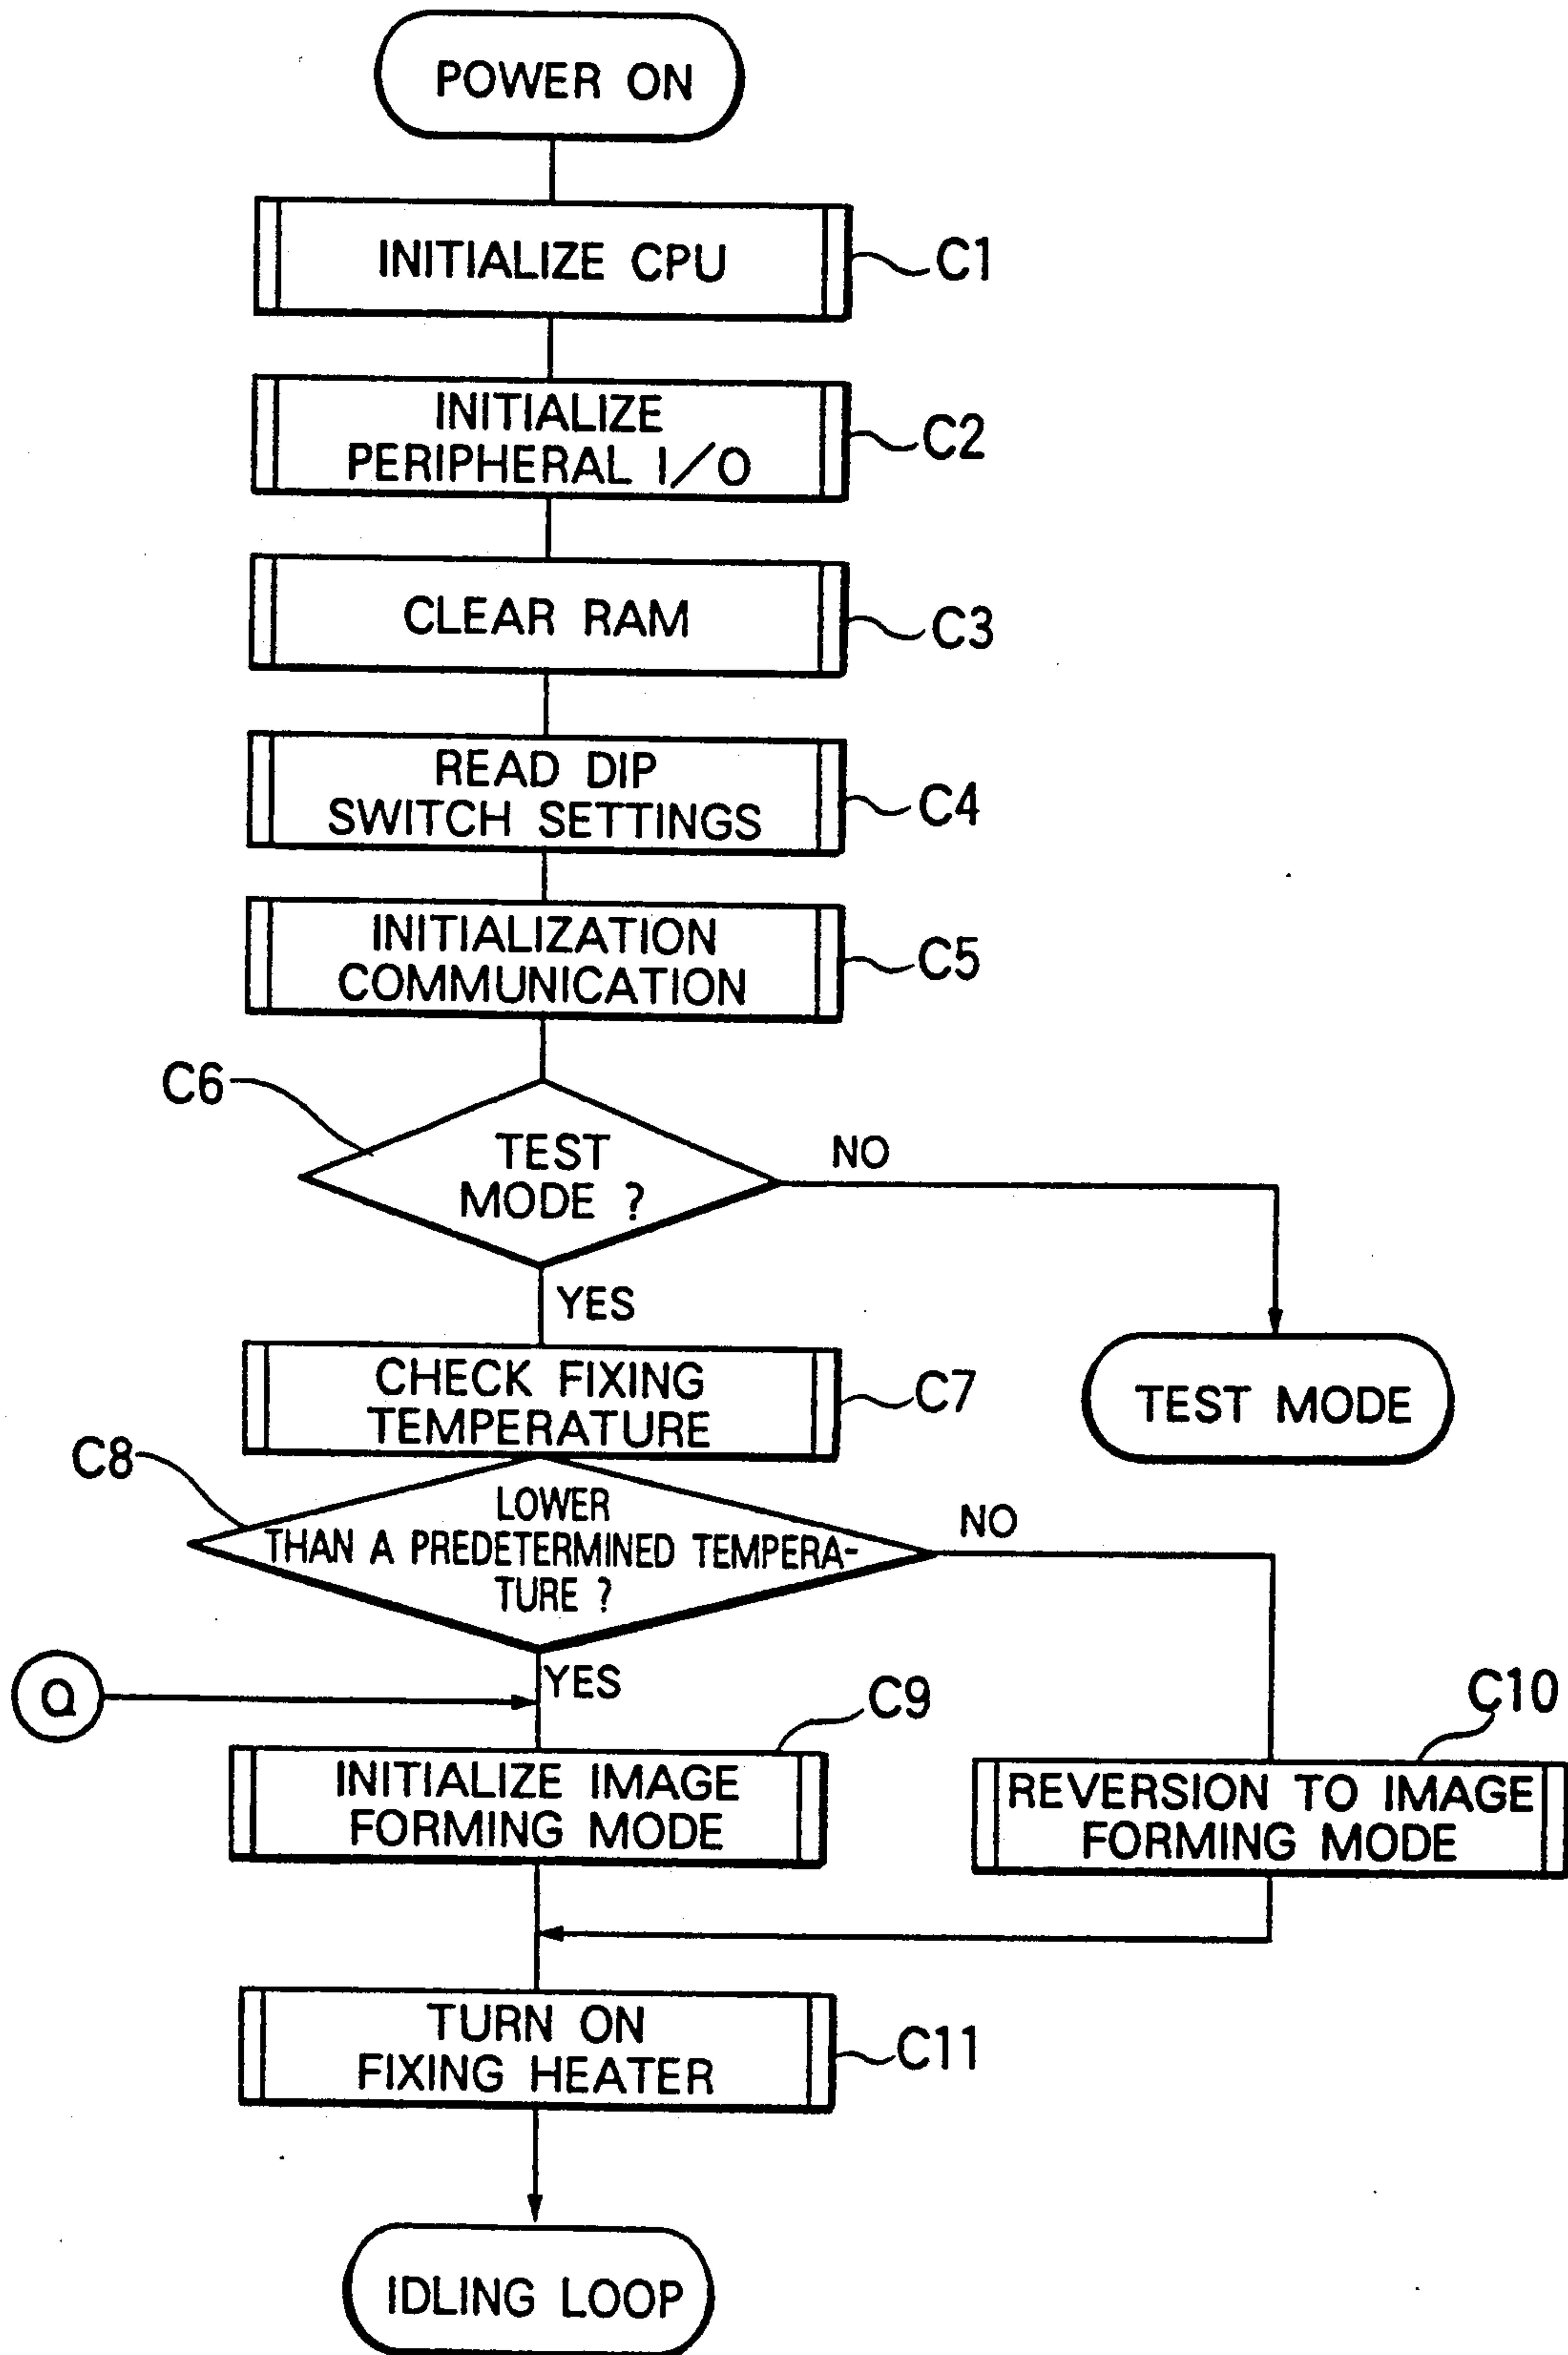 POWER ON
INITIALIZE CPU
C1
INITIALIZE
PERIPHERAL I/O
C2
CLEAR RAM
C3
READ DIP
SWITCH SETTINGS
C4
INITIALIZATION
COMMUNICATION
C5
C6
TEST
MODE ?
NO
YES
CHECK FIXING
TEMPERATURE
C7
TEST MODE
C8
LOWER
THAN A PREDETERMINED TEMPERA-
TURE ?
NO
YES
Q
C9
INITIALIZE IMAGE
FORMING MODE
C10
REVERSION TO IMAGE
FORMING MODE
TURN ON
FIXING HEATER
C11
IDLING LOOP